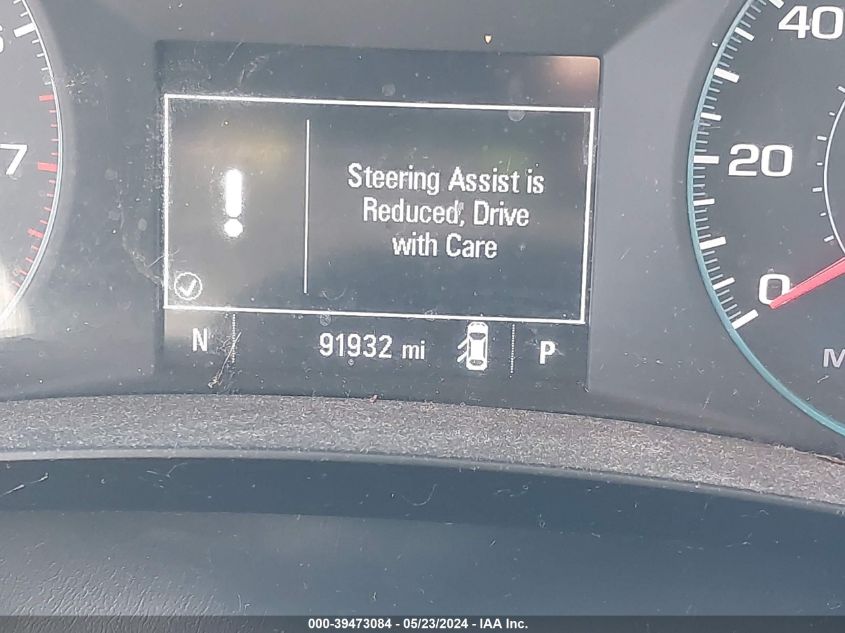 6
7
40
20
0
M
Steering Assist is
Reduced, Drive
with Care
N 91932 mi P
000-39473084 - 05/23/2024 - IAA Inc.